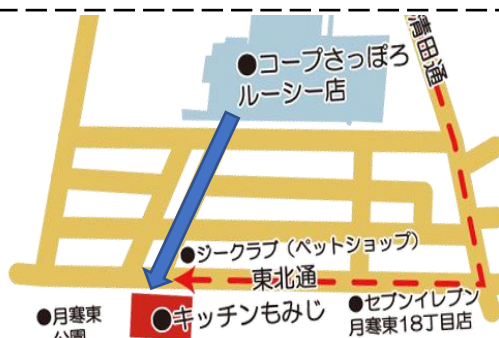 ●コープさっぽろ
ルーシー店
清田通
●ジークラブ（ペットショップ）
東北通
●月寒東
公園
●キッチンもみじ
●セブンイレブン
月寒東18丁目店